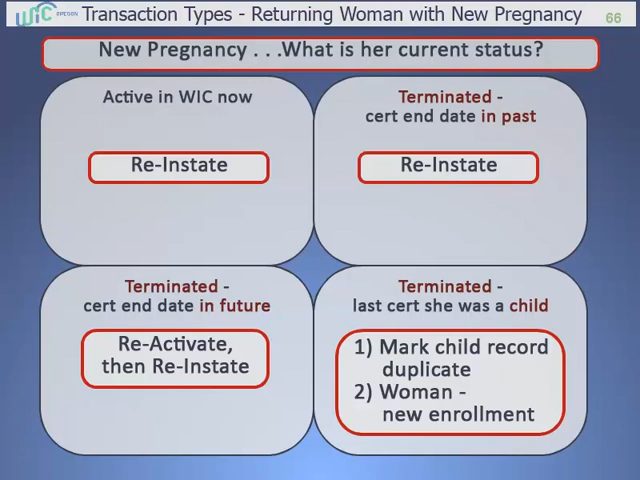 WIC OREGON
Transaction Types - Returning Woman with New Pregnancy
66
New Pregnancy . . .What is her current status?
Active in WIC now
Re-Instate
Terminated -
cert end date in past
Re-Instate
Terminated -
cert end date in future
Re-Activate,
then Re-Instate
Terminated -
last cert she was a child
1) Mark child record
duplicate
2) Woman -
new enrollment